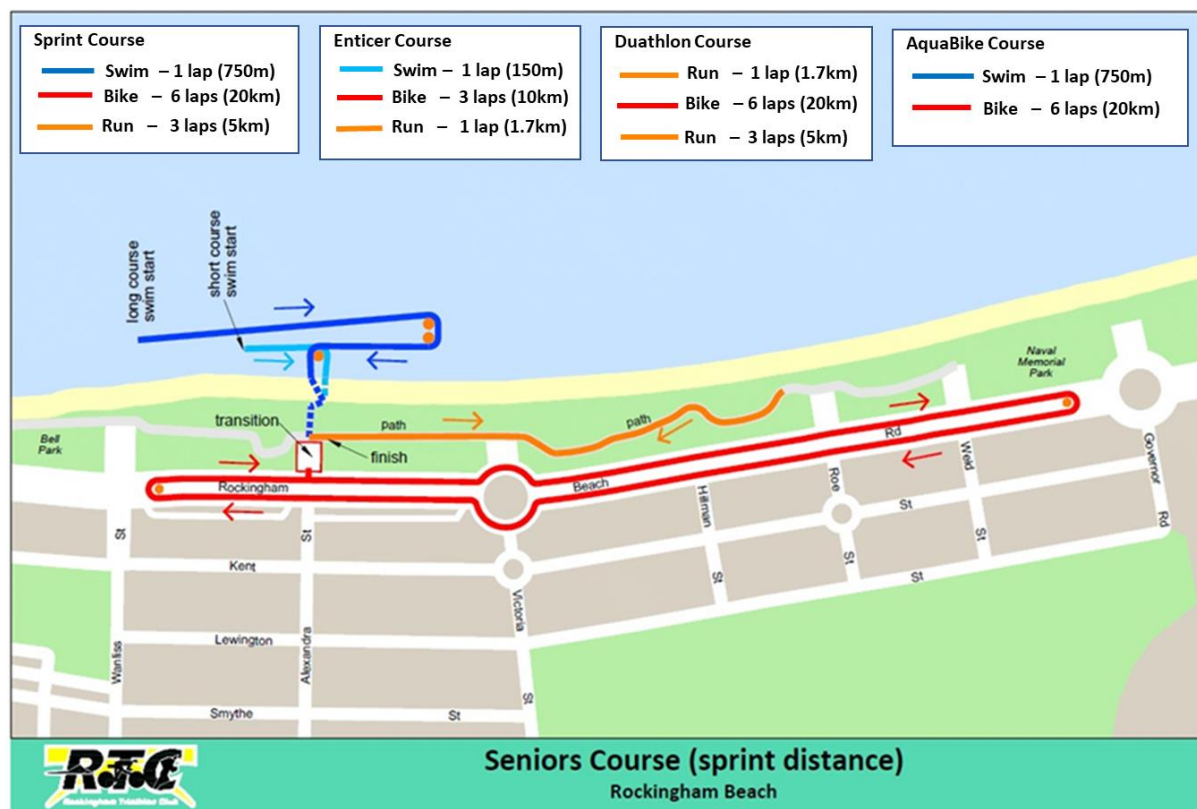 Sprint Course
Swim – 1 lap (750m)
Bike – 6 laps (20km)
Run – 3 laps (5km)
Enticer Course
Swim – 1 lap (150m)
Bike – 3 laps (10km)
Run – 1 lap (1.7km)
Duathlon Course
Run – 1 lap (1.7km)
Bike – 6 laps (20km)
Run – 3 laps (5km)
AquaBike Course
Swim – 1 lap (750m)
Bike – 6 laps (20km)
long course
swim start
short course
swim start
Naval
Memorial
Park
transition
path
path
finish
Bell
Park
Rockingham
Beach
Rd
Hillman
St
Roe
St
Weld
St
Governor
Rd
St
St
Kent
St
St
Victoria
St
Lewington
Wanliss
Alexandra
Smythe
St
RTC
Rockingham Triathlon Club
Seniors Course (sprint distance)
Rockingham Beach